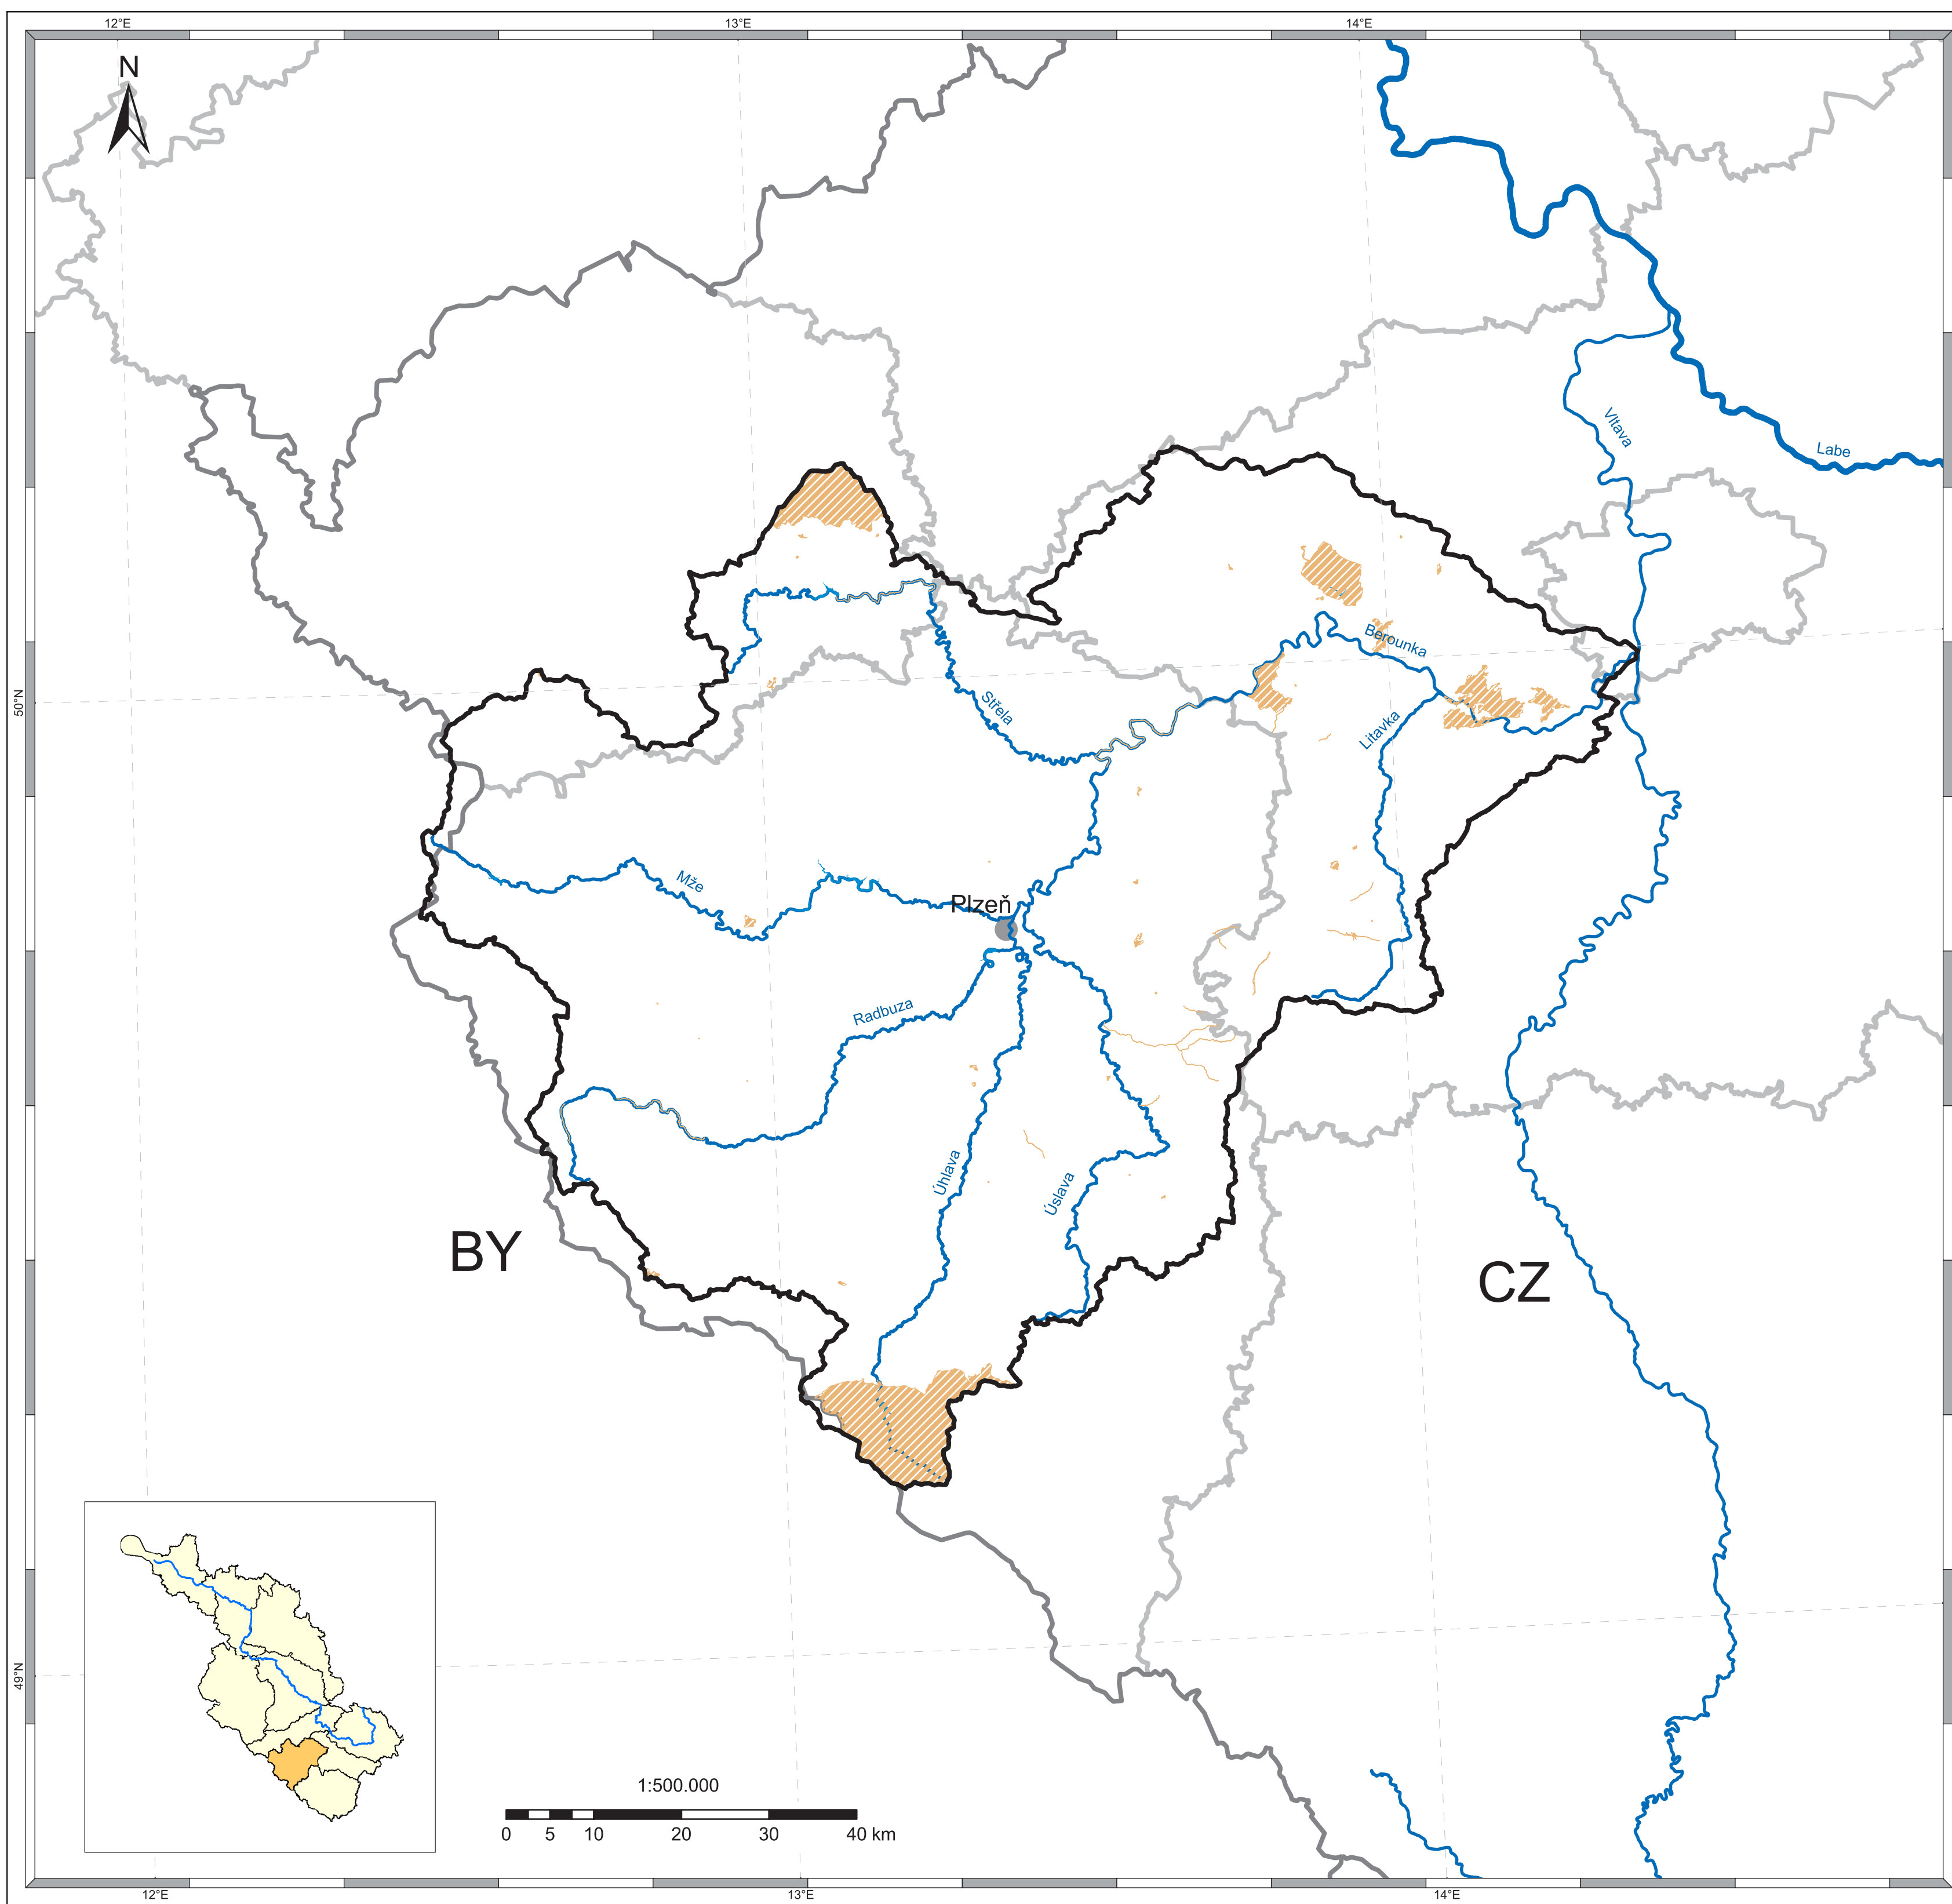 12°E
13°E
14°E
N
Vltava
Labe
Berounka
50°N
Střela
Litavka
Mže
Plzeň
Radbuza
Úhlava
Úslava
BY
CZ
49°N
1:500.000
0 5 10 20 30 40 km
12°E
13°E
14°E